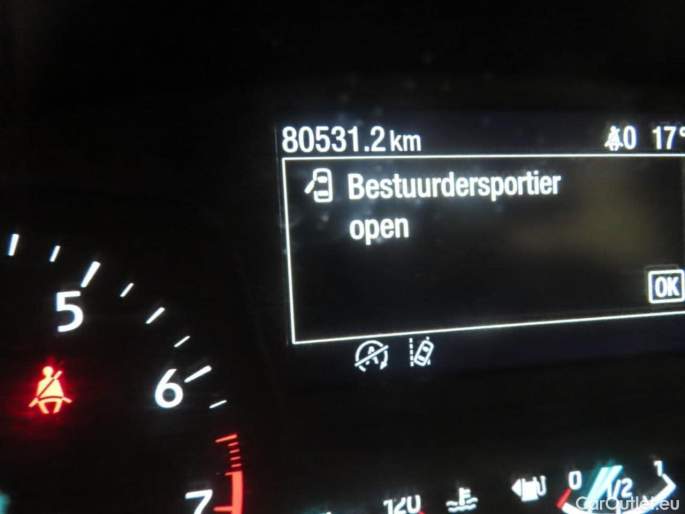 80531.2 km 0 17°
Bestuurdersportier
open
OK
5
A
6
7
120
0 1/2 1
CarOutlet.eu